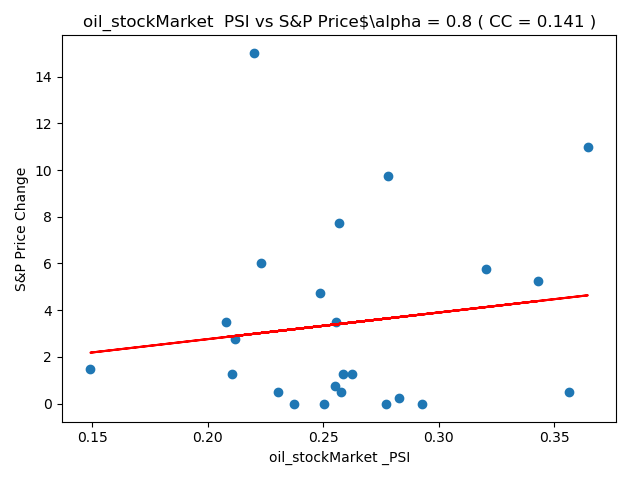 oil_stockMarket  PSI vs S&P Price$\alpha = 0.8 ( CC = 0.141 )
14
12
10
8
6
4
2
0
S&P Price Change
0.15 0.20 0.25 0.30 0.35
oil_stockMarket _PSI